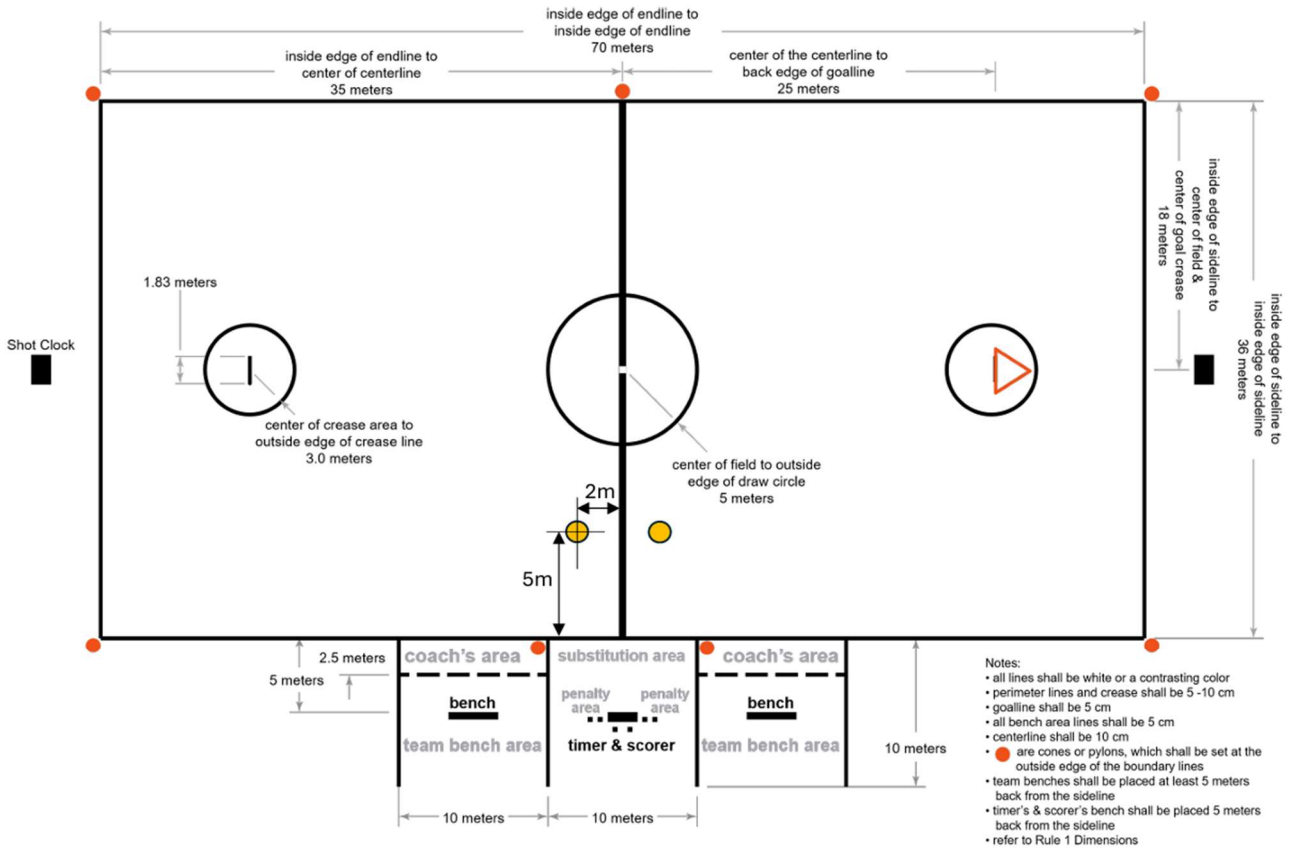 inside edge of endline to
inside edge of endline
70 meters
inside edge of endline to
center of centerline
35 meters
center of the centerline to
back edge of goalline
25 meters
inside edge of sideline to
center of field &
center of goal crease
18 meters
inside edge of sideline to
inside edge of sideline
36 meters
1.83 meters
Shot Clock
center of crease area to
outside edge of crease line
3.0 meters
center of field to outside
edge of draw circle
5 meters
2m
5m
2.5 meters
5 meters
coach's area
substitution area
coach's area
bench
penalty
area
penalty
area
bench
team bench area
timer & scorer
team bench area
10 meters
10 meters
10 meters
Notes:
• all lines shall be white or a contrasting color
• perimeter lines and crease shall be 5 -10 cm
• goalline shall be 5 cm
• all bench area lines shall be 5 cm
• centerline shall be 10 cm
• are cones or pylons, which shall be set at the
outside edge of the boundary lines
• team benches shall be placed at least 5 meters
back from the sideline
• timer's & scorer's bench shall be placed 5 meters
back from the sideline
• refer to Rule 1 Dimensions